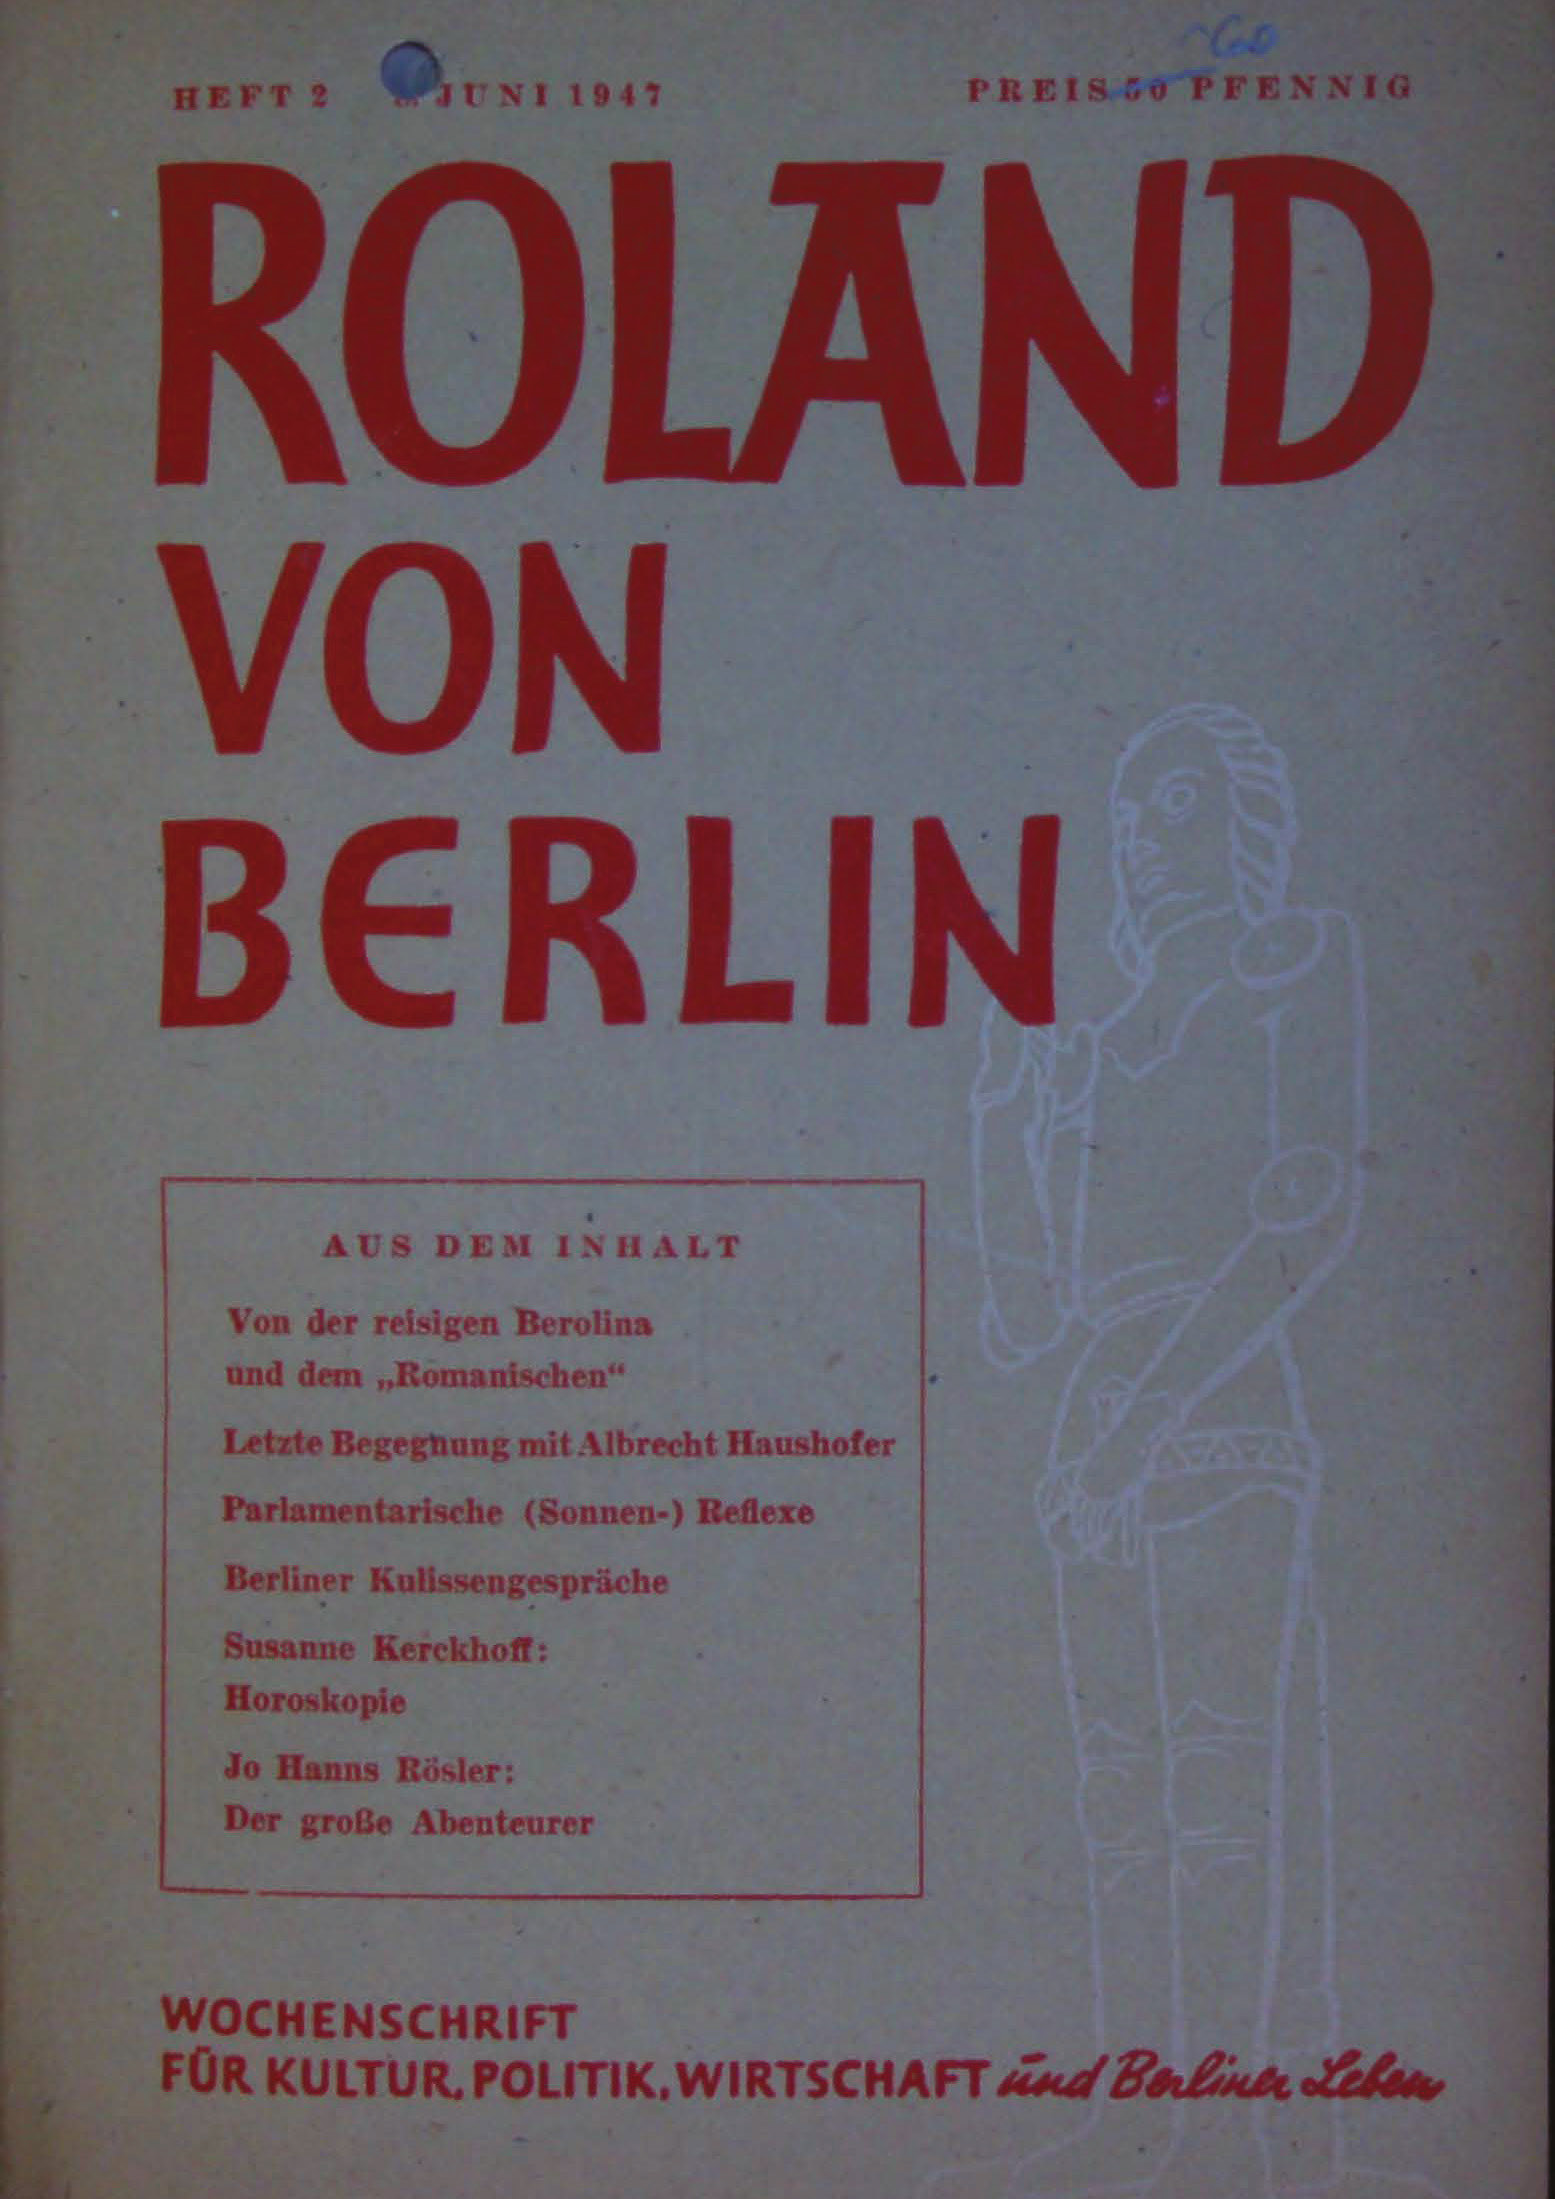 HEFT 2 JUNI 1947 PREIS 50 PFENNIG
ROLAND
VON
BERLIN
AUS DEM INHALT
Von der reisigen Berolina
und dem „Romanischen“
Letzte Begegnung mit Albrecht Haushofer
Parlamentarische (Sonnen-) Reflexe
Berliner Kulissengespräche
Susanne Kerckhoff:
Horoskopie
Jo Hanns Rösler:
Der große Abenteurer
WOCHENSCHRIFT
FÜR KULTUR, POLITIK, WIRTSCHAFT und Berliner Leben